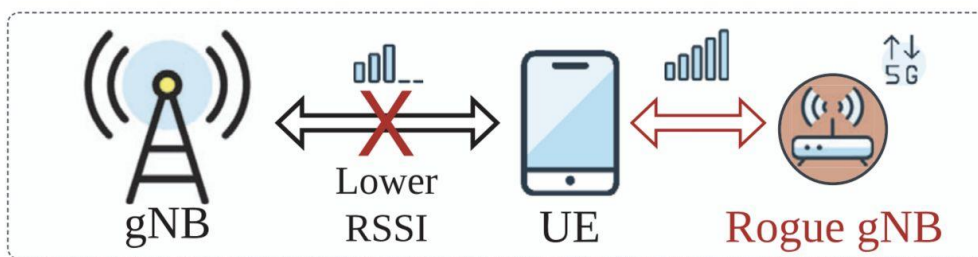 5G
Lower
RSSI
gNB
UE
Rogue gNB